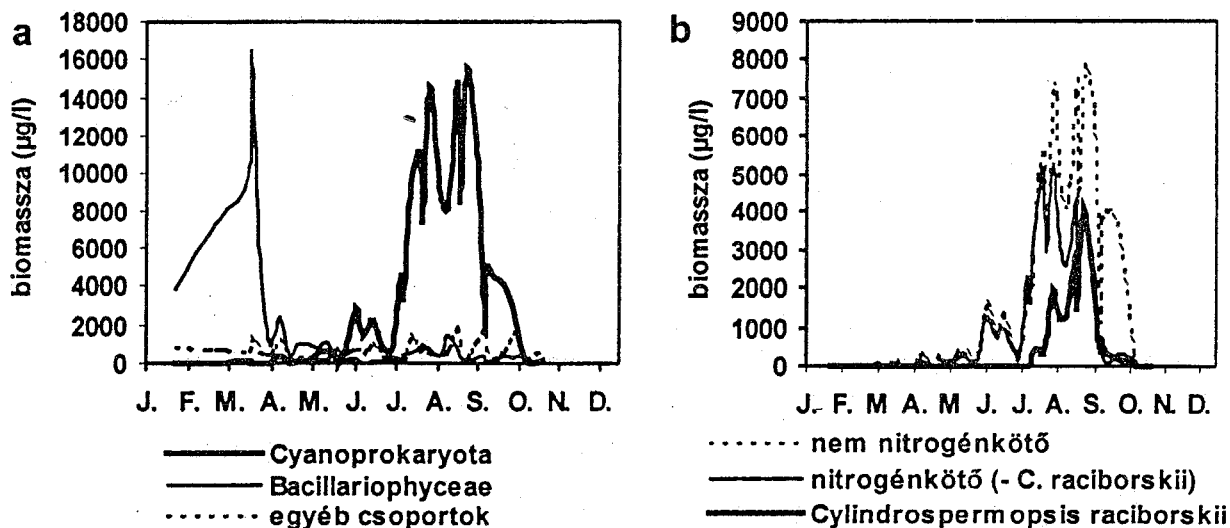 a
18000
16000
14000
12000
10000
8000
6000
4000
2000
0
biomassza (µg/l)
J. F. M. A. M. J. J. A. S. O. N. D.
Cyanoprokaryota
Bacillariophyceae
egyéb csoportok
b
9000
8000
7000
6000
5000
4000
3000
2000
1000
0
biomassza (µg/l)
J. F. M A. M. J. J. A. S. O. N. D.
nem nitrogénkötő
nitrogénkötő (- C. raciborskii)
Cylindrospermopsis raciborskii